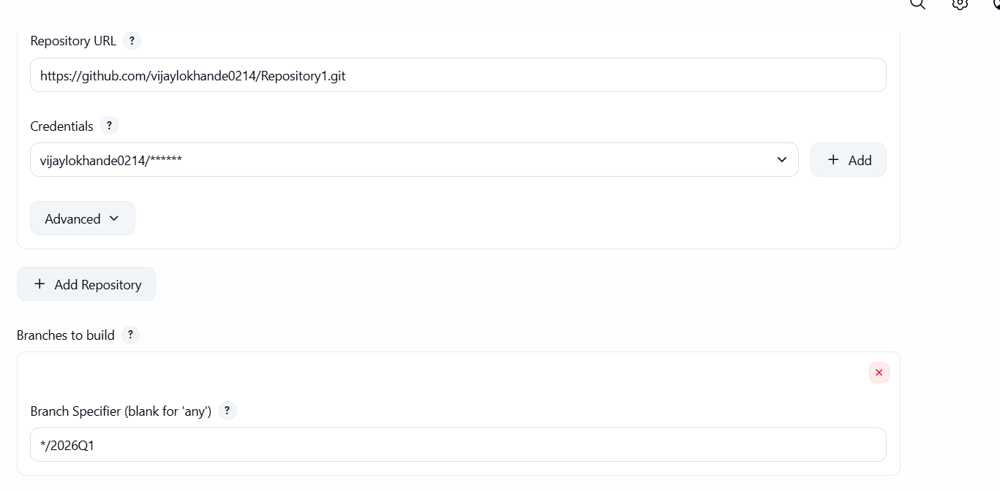 Repository URL ?
https://github.com/vijaylokhande0214/Repository1.git
Credentials ?
vijaylokhande0214/******
+ Add
Advanced
+ Add Repository
Branches to build ?
Branch Specifier (blank for 'any') ?
*/2026Q1